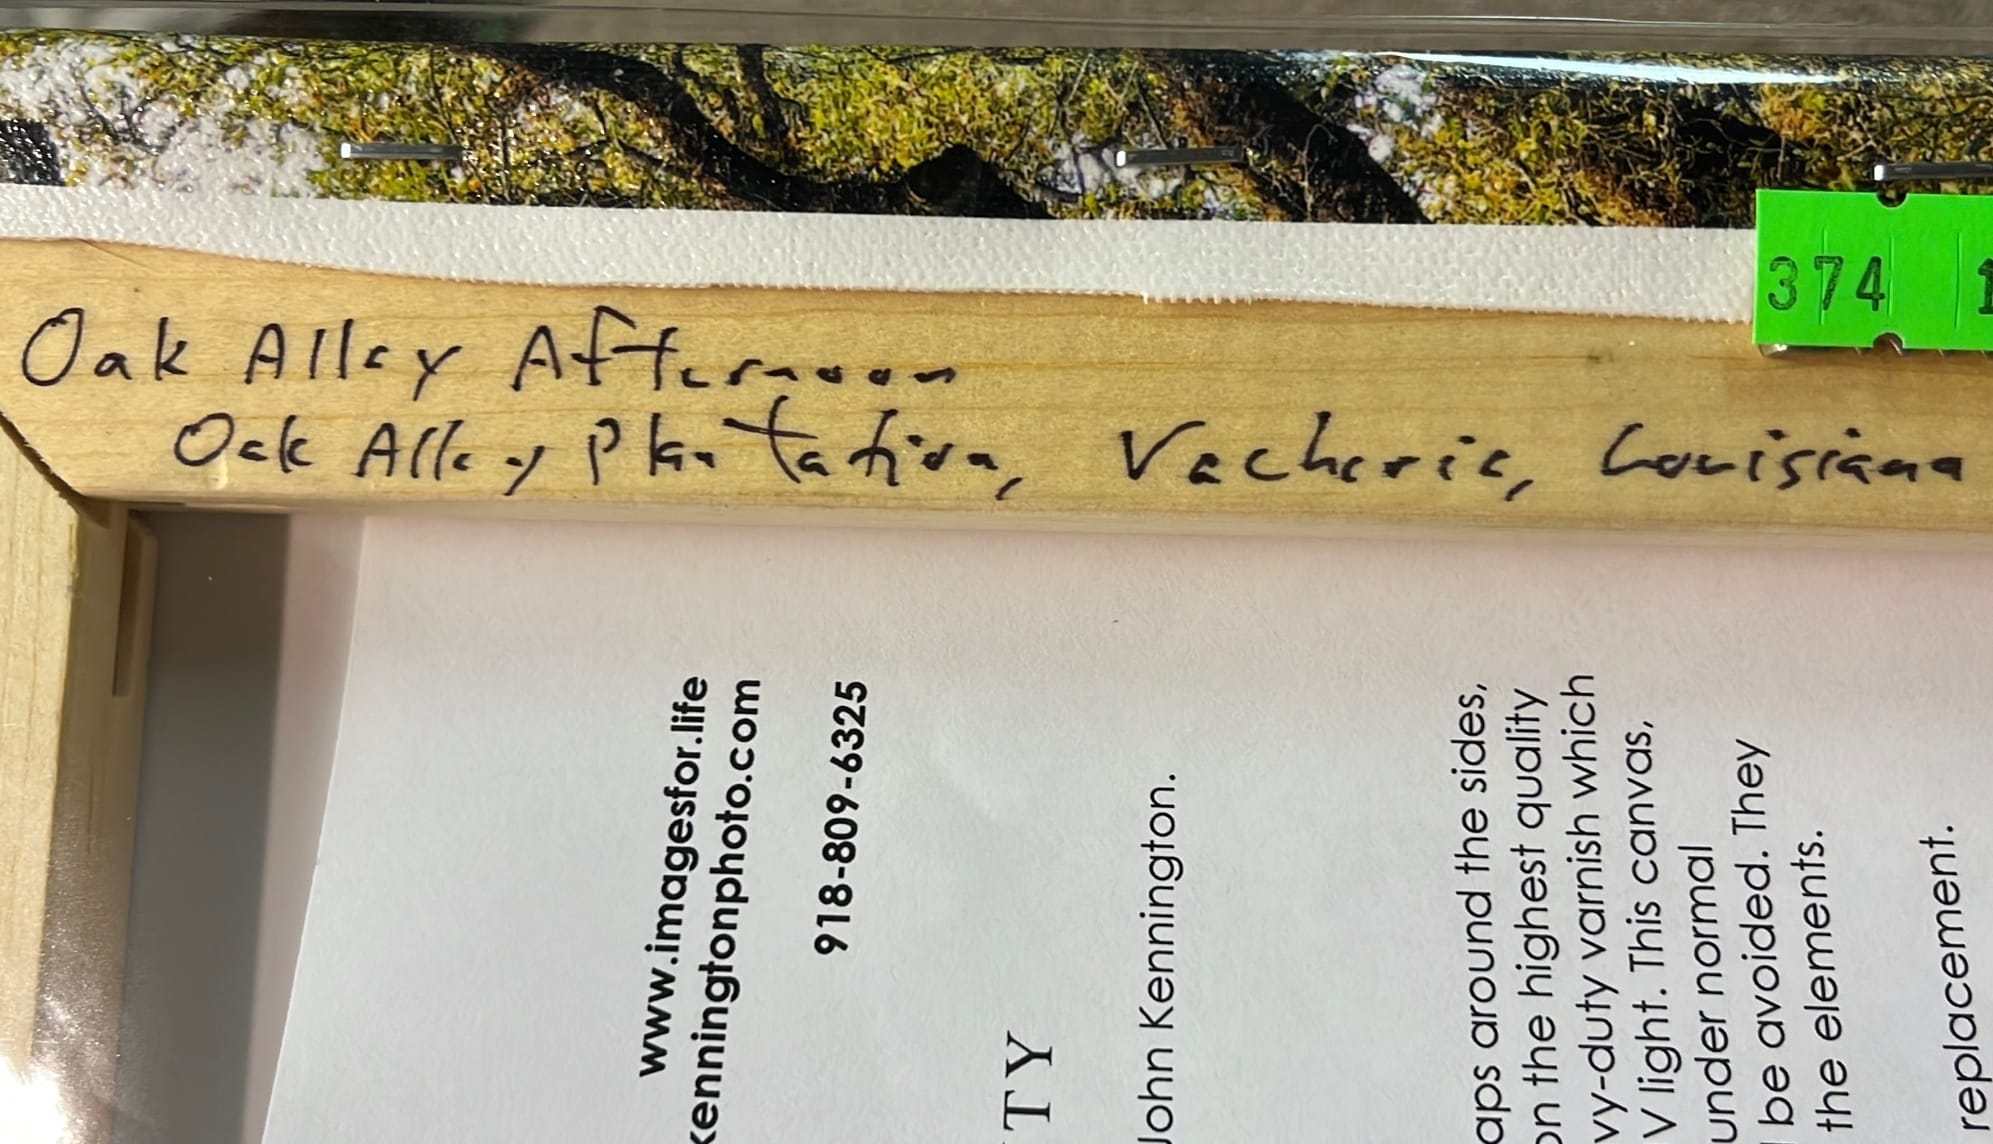 374 1
Oak Alley Afternoon
Oak Alley Plantation, Vacherie, Louisiana
www.imagesfor.life
kenningtonphoto.com
918-809-6325
TY
John Kennington.
aps around the sides,
on the highest quality
vy-duty varnish which
V light. This canvas,
under normal
be avoided. They
the elements.
replacement.